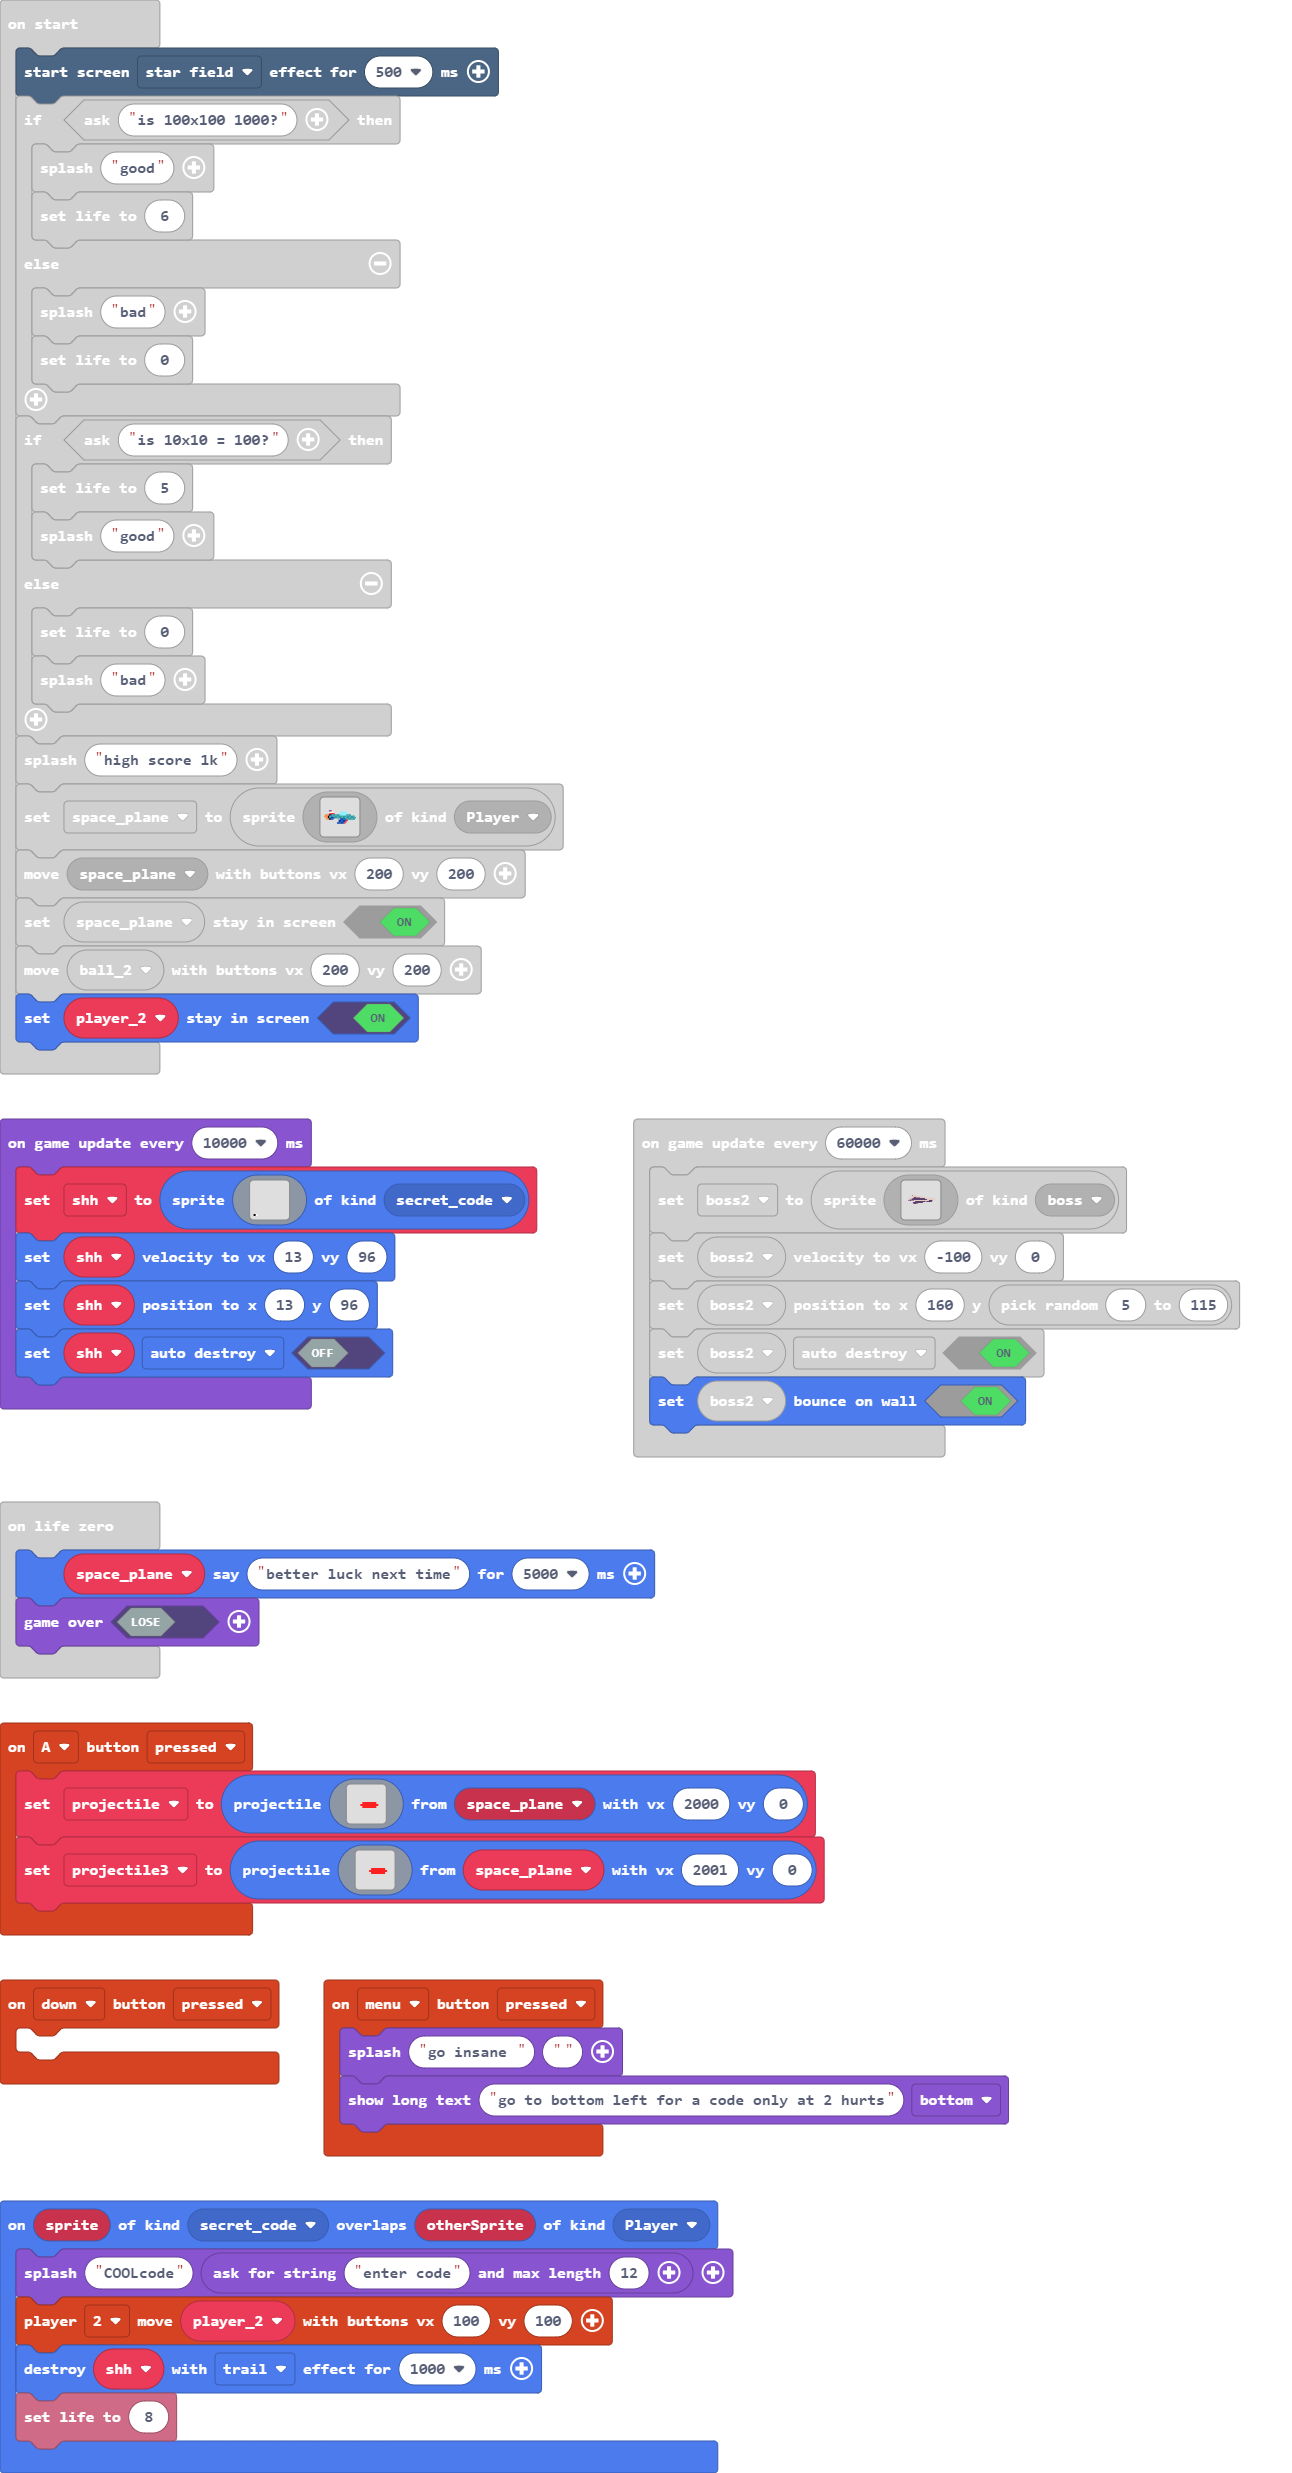 on start
start screen star field effect for 500 ms
if ask "is 100x100 1000?" then
splash "good"
set life to 6
else
splash "bad"
set life to 0
if ask "is 10x10 = 100?" then
set life to 5
splash "good"
else
set life to 0
splash "bad"
splash "high score 1k"
set space_plane to sprite of kind Player
move space_plane with buttons vx 200 vy 200
set space_plane stay in screen ON
move ball_2 with buttons vx 200 vy 200
set player_2 stay in screen ON
on game update every 10000 ms
set shh to sprite of kind secret_code
set shh velocity to vx 13 vy 96
set shh position to x 13 y 96
set shh auto destroy OFF
on game update every 60000 ms
set boss2 to sprite of kind boss
set boss2 velocity to vx -100 vy 0
set boss2 position to x 160 y pick random 5 to 115
set boss2 auto destroy ON
set boss2 bounce on wall ON
on life zero
space_plane say "better luck next time" for 5000 ms
game over LOSE
on A button pressed
set projectile to projectile from space_plane with vx 2000 vy 0
set projectile3 to projectile from space_plane with vx 2001 vy 0
on down button pressed
on menu button pressed
splash "go insane " " "
show long text "go to bottom left for a code only at 2 hurts" bottom
on sprite of kind secret_code overlaps otherSprite of kind Player
splash "COOLcode" ask for string "enter code" and max length 12
player 2 move player_2 with buttons vx 100 vy 100
destroy shh with trail effect for 1000 ms
set life to 8